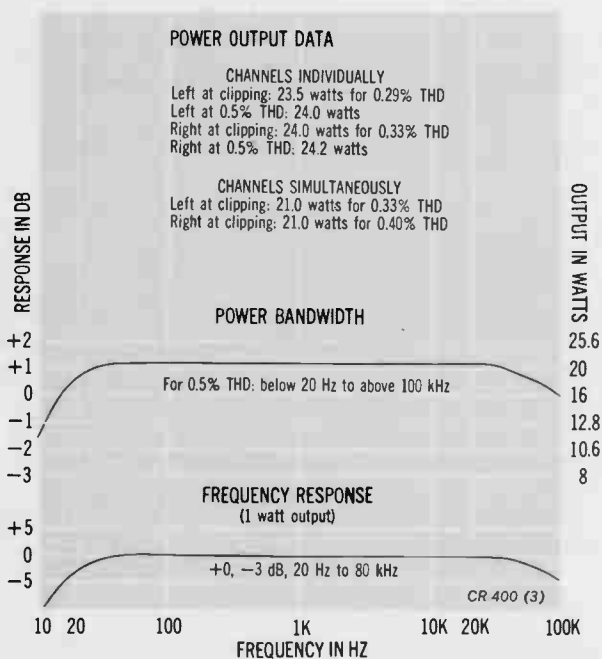 POWER OUTPUT DATA
CHANNELS INDIVIDUALLY
Left at clipping: 23.5 watts for 0.29% THD
Left at 0.5% THD: 24.0 watts
Right at clipping: 24.0 watts for 0.33% THD
Right at 0.5% THD: 24.2 watts
CHANNELS SIMULTANEOUSLY
Left at clipping: 21.0 watts for 0.33% THD
Right at clipping: 21.0 watts for 0.40% THD
RESPONSE IN DB
OUTPUT IN WATTS
POWER BANDWIDTH
+2 25.6
+1 20
For 0.5% THD: below 20 Hz to above 100 kHz
0 16
−1 12.8
−2 10.6
−3 8
FREQUENCY RESPONSE
(1 watt output)
+5
0
+0, −3 dB, 20 Hz to 80 kHz
−5
CR 400 (3)
10 20 100 1K 10K 20K 100K
FREQUENCY IN HZ